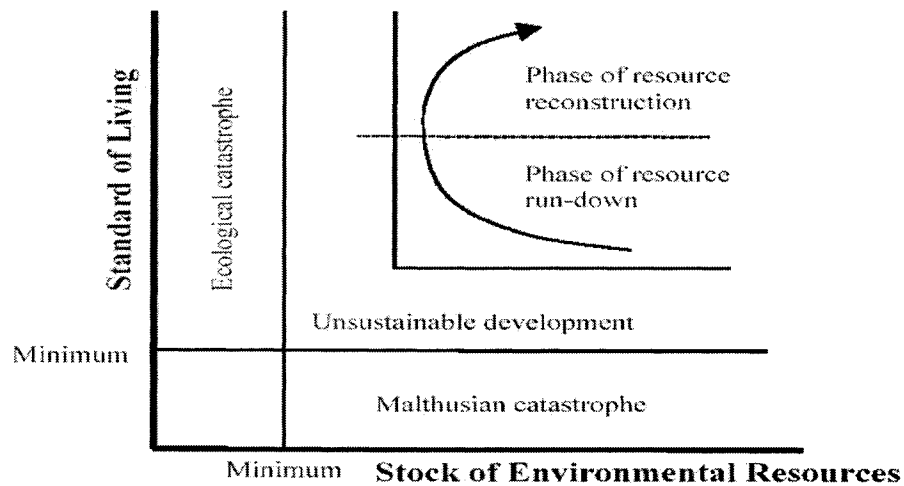 Standard of Living
Ecological catastrophe
Phase of resource
reconstruction
Phase of resource
run-down
Unsustainable development
Minimum
Malthusian catastrophe
Minimum
Stock of Environmental Resources